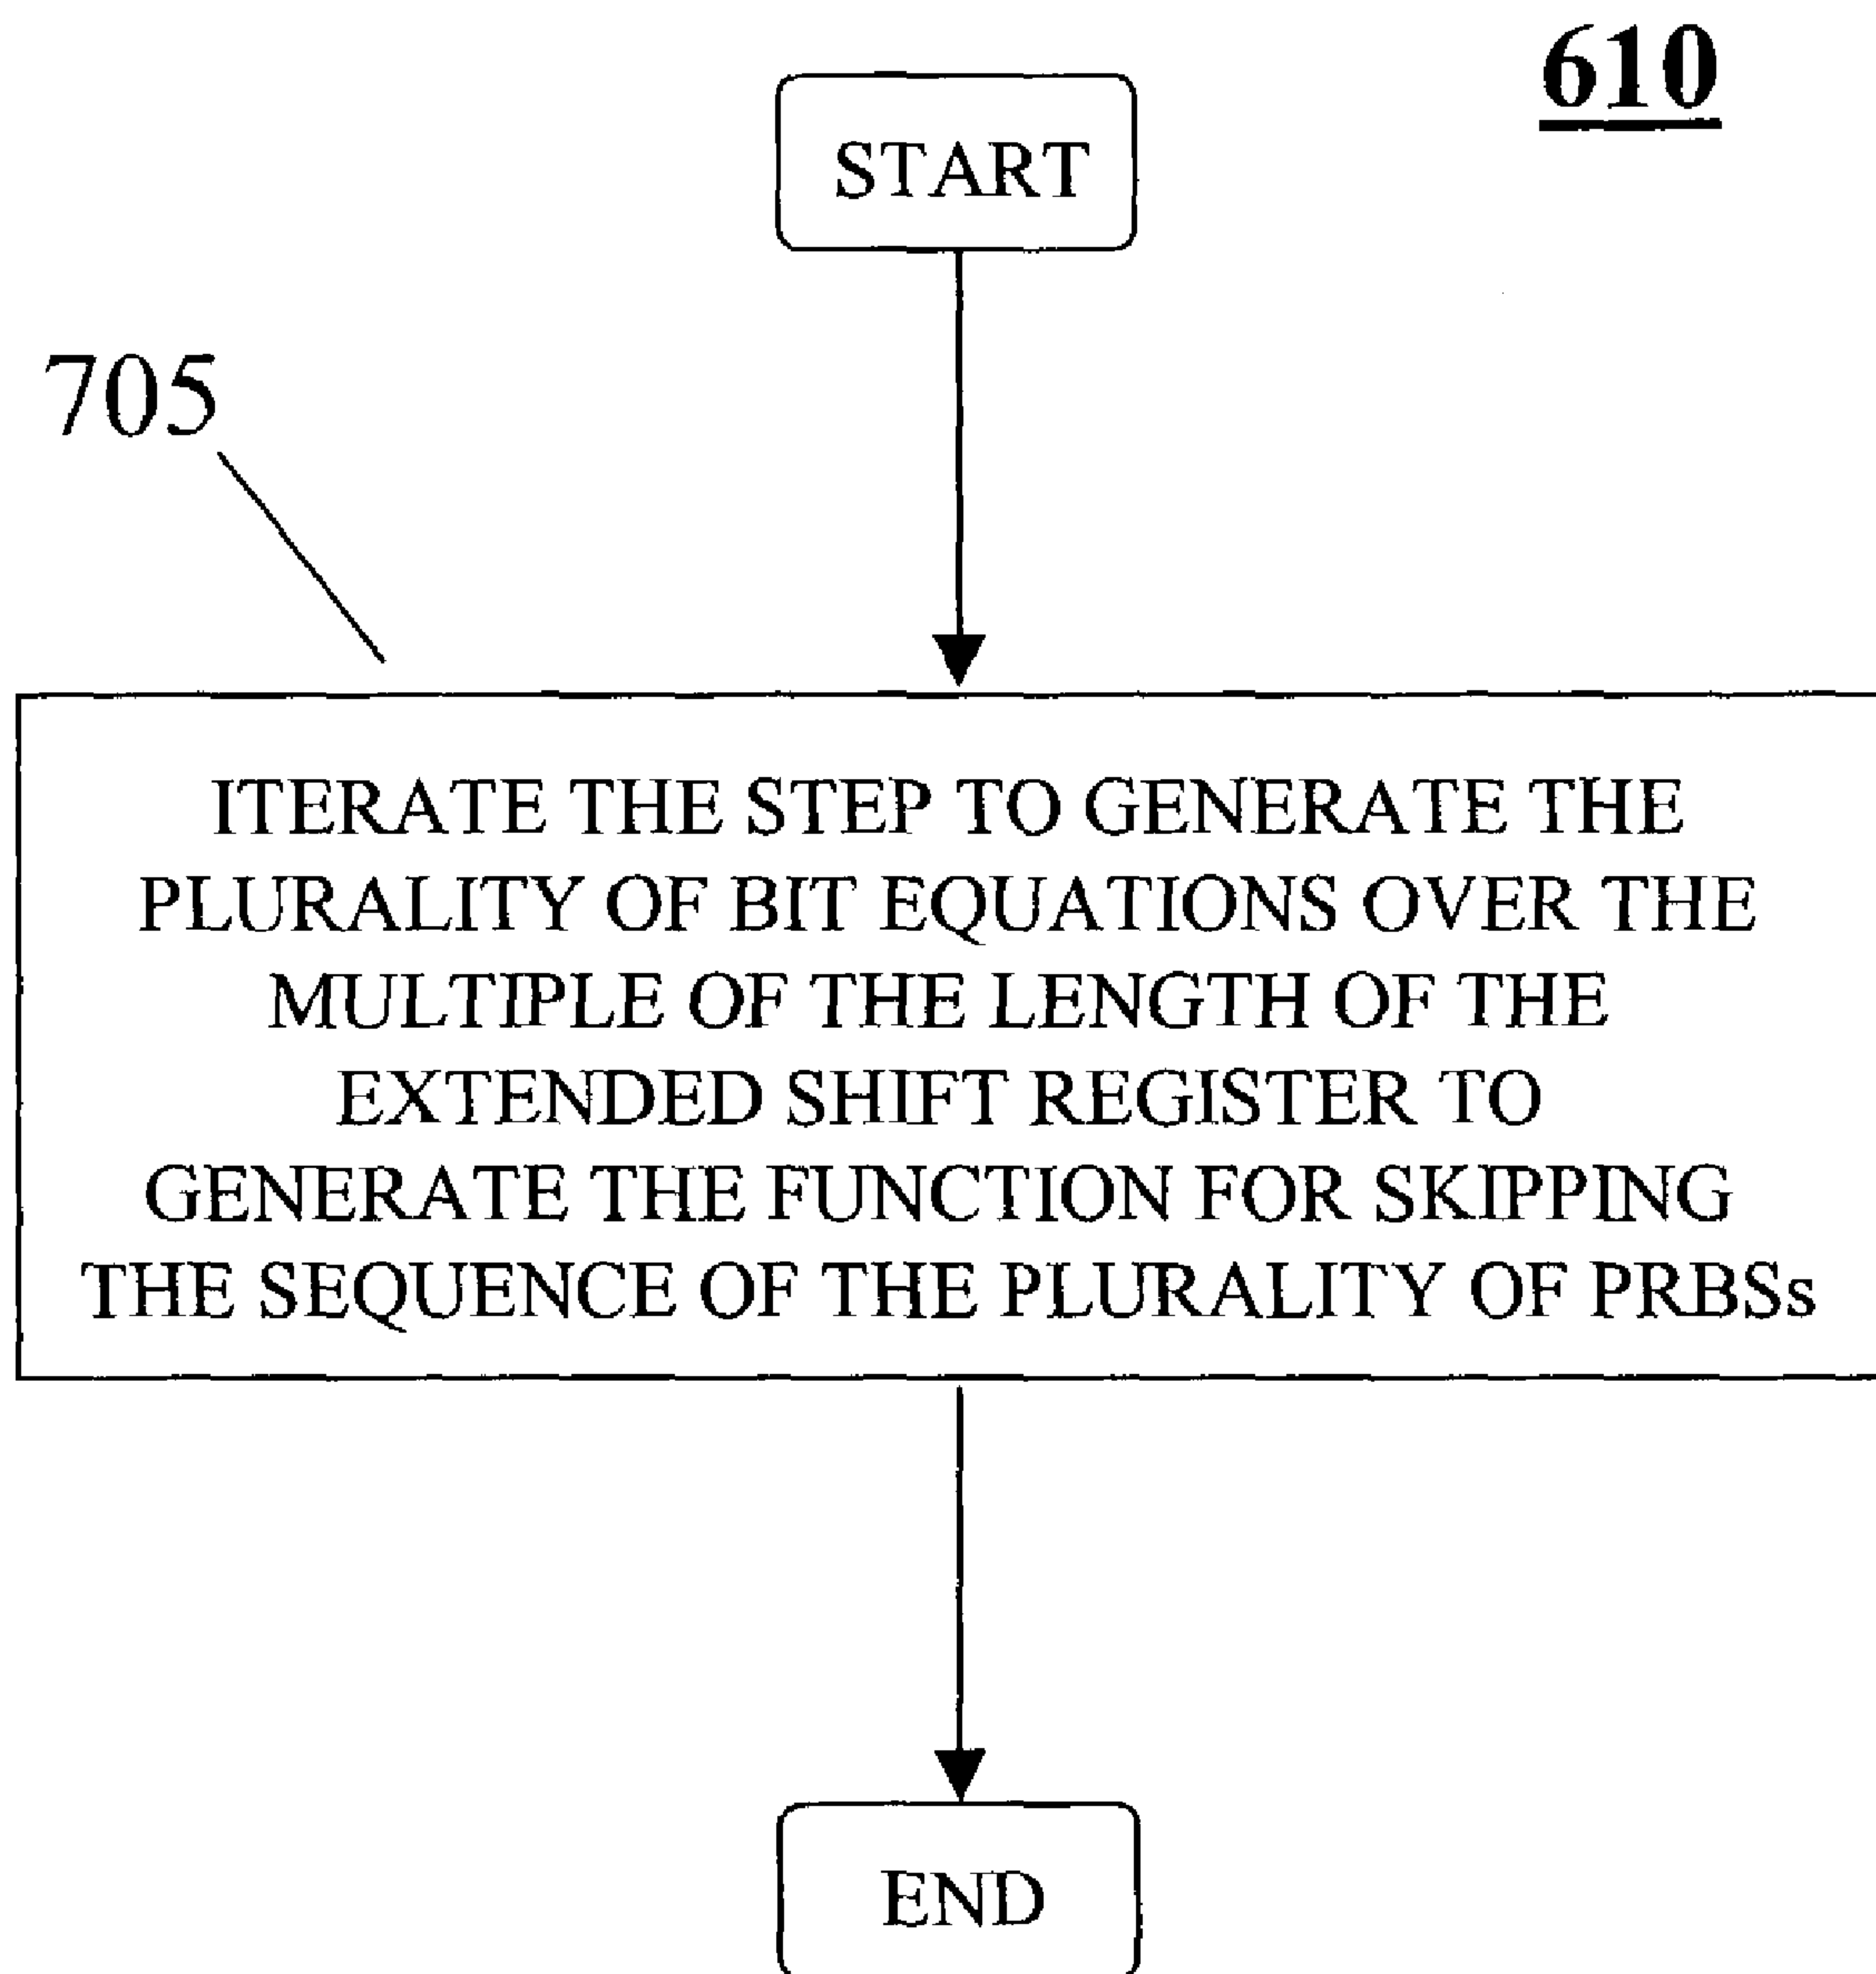 610
START
705
ITERATE THE STEP TO GENERATE THE
PLURALITY OF BIT EQUATIONS OVER THE
MULTIPLE OF THE LENGTH OF THE
EXTENDED SHIFT REGISTER TO
GENERATE THE FUNCTION FOR SKIPPING
THE SEQUENCE OF THE PLURALITY OF PRBSs
END